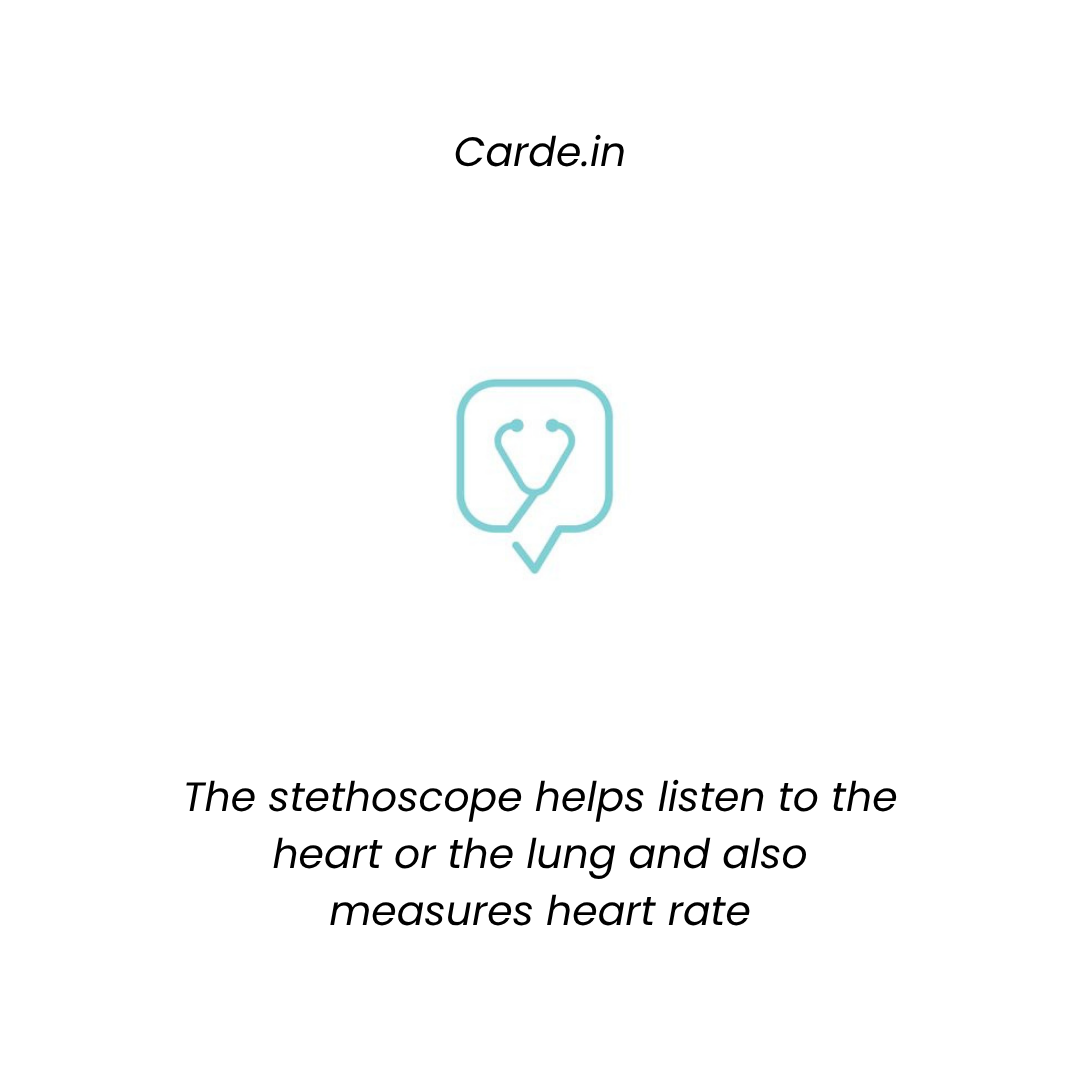 Carde.in
The stethoscope helps listen to the
heart or the lung and also
measures heart rate